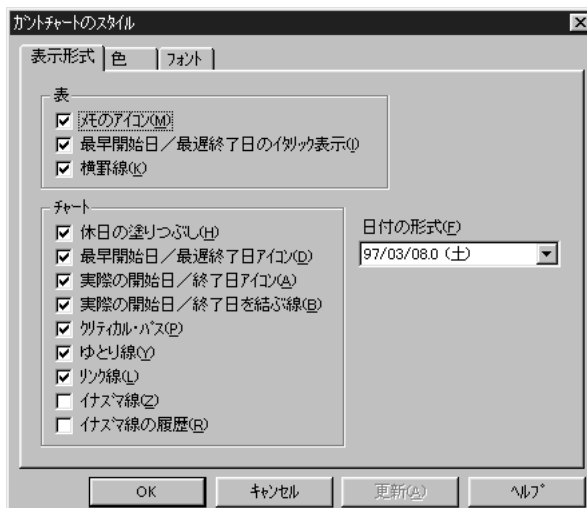 ガントチャートのスタイル
表示形式 色 フォント
表
メモのアイコン(M)
最早開始日／最遅終了日のイタリック表示(I)
横罫線(K)
チャート
休日の塗りつぶし(H)
最早開始日／最遅終了日アイコン(D)
実際の開始日／終了日アイコン(A)
実際の開始日／終了日を結ぶ線(B)
クリティカル・パス(P)
ゆとり線(Y)
リンク線(L)
イナズマ線(Z)
イナズマ線の履歴(R)
日付の形式(F)
97/03/08.0 (土)
OK キャンセル 更新(A) ヘルプ